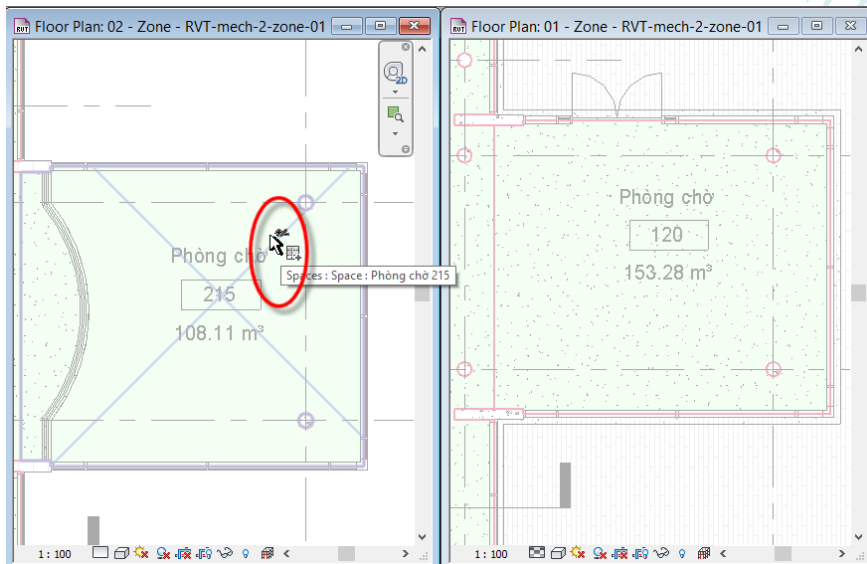 RVT Floor Plan: 02 - Zone - RVT-mech-2-zone-01
2D
Phòng chờ
215
108.11 m³
Spaces : Space : Phòng chờ 215
1 : 100
RVT Floor Plan: 01 - Zone - RVT-mech-2-zone-01
Phòng chờ
120
153.28 m³
1 : 100